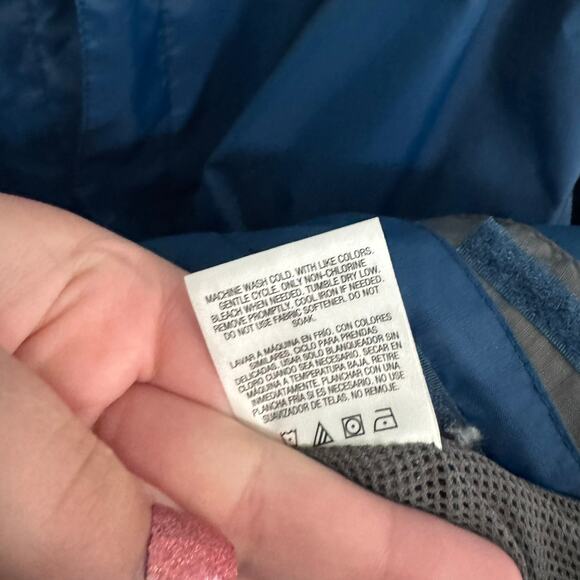 MACHINE WASH COLD. WITH LIKE COLORS.
GENTLE CYCLE. ONLY NON-CHLORINE
BLEACH WHEN NEEDED. TUMBLE DRY LOW.
REMOVE PROMPTLY. COOL IRON IF NEEDED.
DO NOT USE FABRIC SOFTENER. DO NOT
SOAK.
LAVAR A MÁQUINA EN FRÍO, CON COLORES
SIMILARES, CICLO PARA PRENDAS
DELICADAS. USAR SOLO BLANQUEADOR SIN
CLORO CUANDO SEA NECESARIO. SECAR EN
MÁQUINA A TEMPERATURA BAJA. RETIRE
INMEDIATAMENTE. PLANCHAR CON UNA
PLANCHA FRÍA SI ES NECESARIO. NO USE
SUAVIZADOR DE TELAS. NO REMOJE.